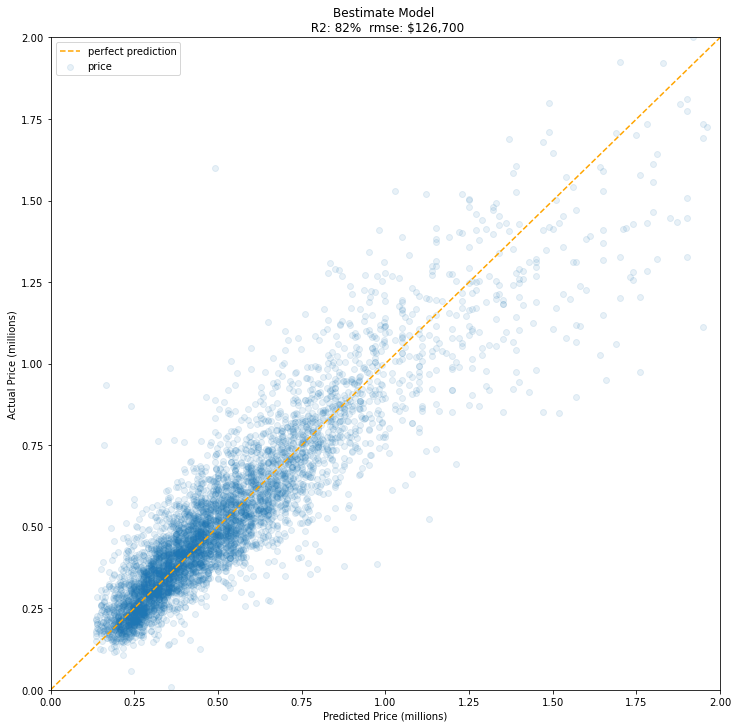 Bestimate Model
R2: 82%  rmse: $126,700
perfect prediction
price
2.00
1.75
1.50
1.25
1.00
0.75
0.50
0.25
0.00
Actual Price (millions)
0.00 0.25 0.50 0.75 1.00 1.25 1.50 1.75 2.00
Predicted Price (millions)